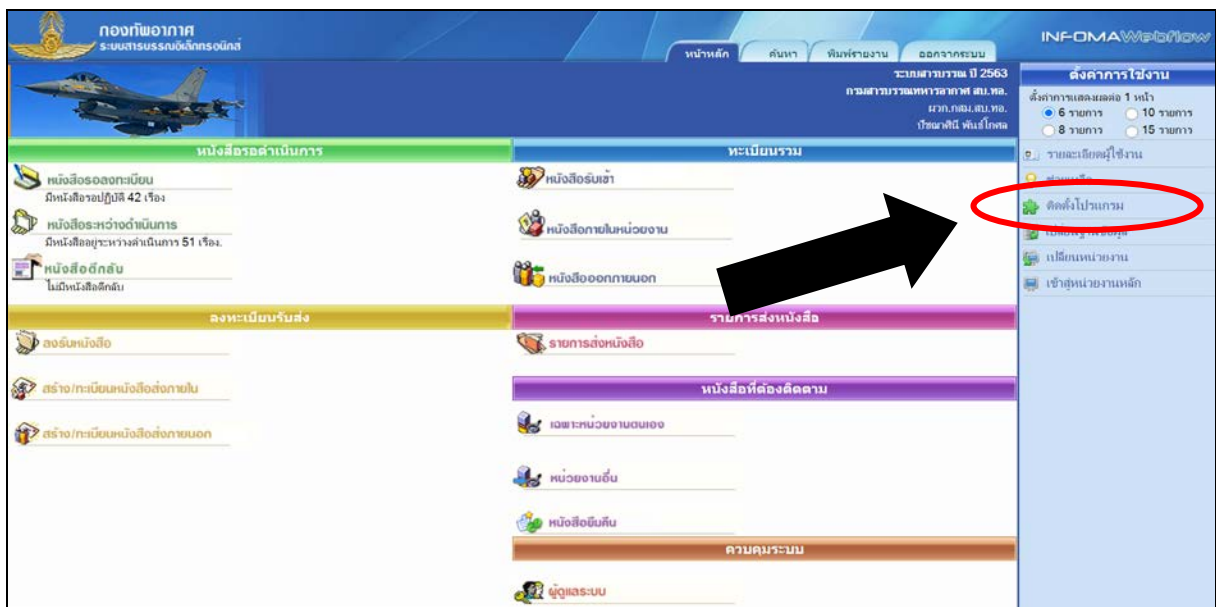 กองทัพอากาศ
ระบบสารบรรณอิเล็กทรอนิกส์
หน้าหลัก
ค้นหา
พิมพ์รายงาน
ออกจากระบบ
INFOMA Webflow
ระบบสารบรรณ ปี 2563
กรมสารบรรณทหารอากาศ สบ.ทอ.
ผวก.กสม.สบ.ทอ.
ตั้งค่าการใช้งาน
ตั้งค่าการแสดงผลต่อ 1 หน้า
6 รายการ
10 รายการ
8 รายการ
15 รายการ
รายละเอียดผู้ใช้งาน
ติดตั้งโปรแกรม
เปลี่ยนหน่วยงาน
เข้าสู่หน่วยงานหลัก
หนังสือรอดำเนินการ
หนังสือรอลงทะเบียน
มีหนังสือรอปฏิบัติ 42 เรื่อง
หนังสือระหว่างดำเนินการ
มีหนังสืออยู่ระหว่างดำเนินการ 51 เรื่อง.
หนังสือตีกลับ
ไม่มีหนังสือตีกลับ
ทะเบียนรวม
หนังสือรับเข้า
หนังสือภายในหน่วยงาน
หนังสือออกภายนอก
ลงทะเบียนรับส่ง
ลงรับหนังสือ
สร้าง/ทะเบียนหนังสือส่งภายใน
สร้าง/ทะเบียนหนังสือส่งภายนอก
รายการส่งหนังสือ
รายการส่งหนังสือ
หนังสือที่ต้องติดตาม
เฉพาะหน่วยงานตนเอง
หน่วยงานอื่น
หนังสือยืมคืน
ควบคุมระบบ
ผู้ดูแลระบบ